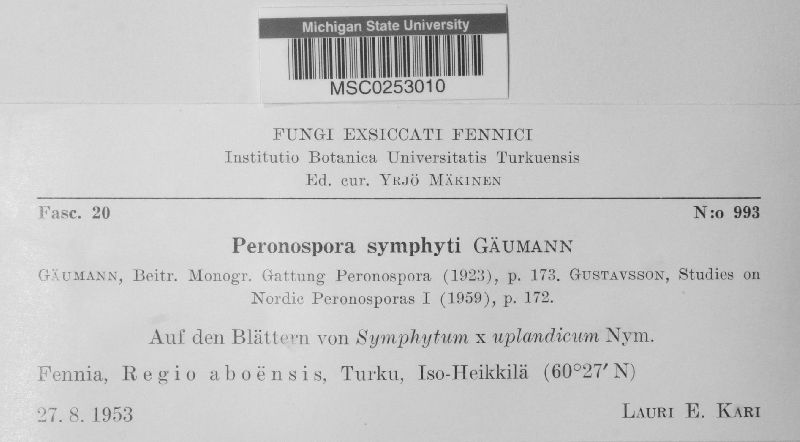 Michigan State University
MSC0253010
FUNGI EXSICCATI FENNICI
Institutio Botanica Universitatis Turkuensis
Ed. cur. YRJÖ MÄKINEN
Fasc. 20 N:o 993
Peronospora symphyti GÄUMANN
GÄUMANN, Beitr. Monogr. Gattung Peronospora (1923), p. 173. GUSTAVSSON, Studies on
Nordic Peronosporas I (1959), p. 172.
Auf den Blättern von Symphytum x uplandicum Nym.
Fennia, Regio aboënsis, Turku, Iso-Heikkilä (60°27′ N)
27. 8. 1953 LAURI E. KARI